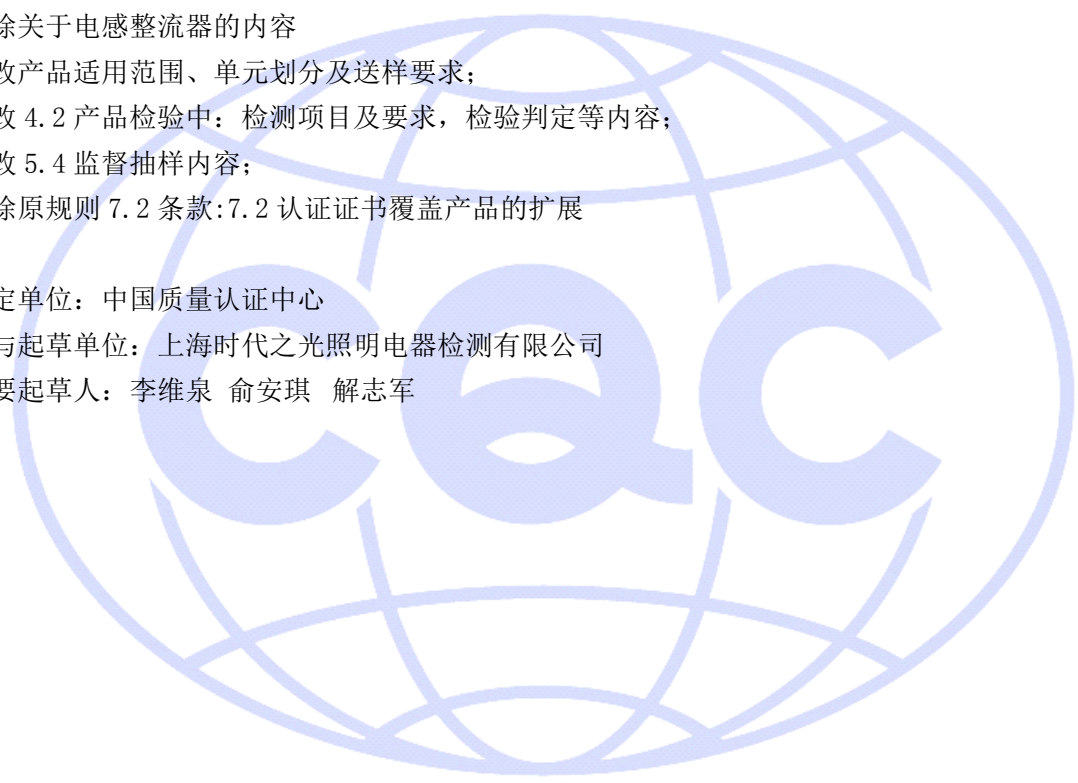 除关于电感整流器的内容
改产品适用范围、单元划分及送样要求；
改 4.2 产品检验中：检测项目及要求，检验判定等内容；
改 5.4 监督抽样内容；
除原规则 7.2 条款:7.2 认证证书覆盖产品的扩展
定单位：中国质量认证中心
与起草单位：上海时代之光照明电器检测有限公司
要起草人：李维泉 俞安琪 解志军
CQC